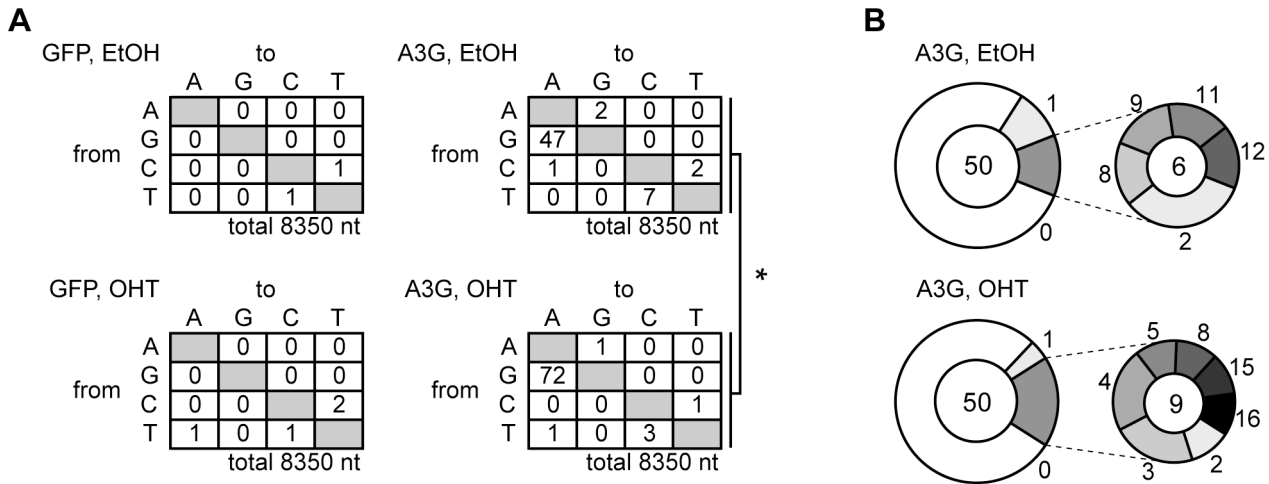 A
GFP, EtOH to
A G C T
A 0 0 0
from
G 0 0 0
C 0 0 1
T 0 0 1
total 8350 nt
A3G, EtOH to
A G C T
A 2 0 0
from
G 47 0 0
C 1 0 2
T 0 0 7
total 8350 nt
GFP, OHT to
A G C T
A 0 0 0
from
G 0 0 0
C 0 0 2
T 1 0 1
total 8350 nt
A3G, OHT to
A G C T
A 1 0 0
from
G 72 0 0
C 0 0 1
T 1 0 3
total 8350 nt
*
B
A3G, EtOH
50
1
0
6
9
11
12
8
2
A3G, OHT
50
1
0
9
5
8
15
4
16
3
2